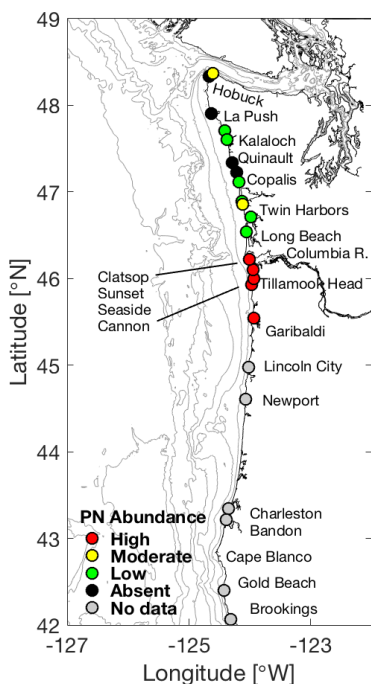 49
48
47
46
45
44
43
42
Latitude [°N]
Hobuck
La Push
Kalaloch
Quinault
Copalis
Twin Harbors
Long Beach
Columbia R.
Clatsop
Sunset
Seaside
Cannon
Tillamook Head
Garibaldi
Lincoln City
Newport
Charleston
Bandon
Cape Blanco
Gold Beach
Brookings
PN Abundance
High
Moderate
Low
Absent
No data
-127
-125
-123
Longitude [°W]